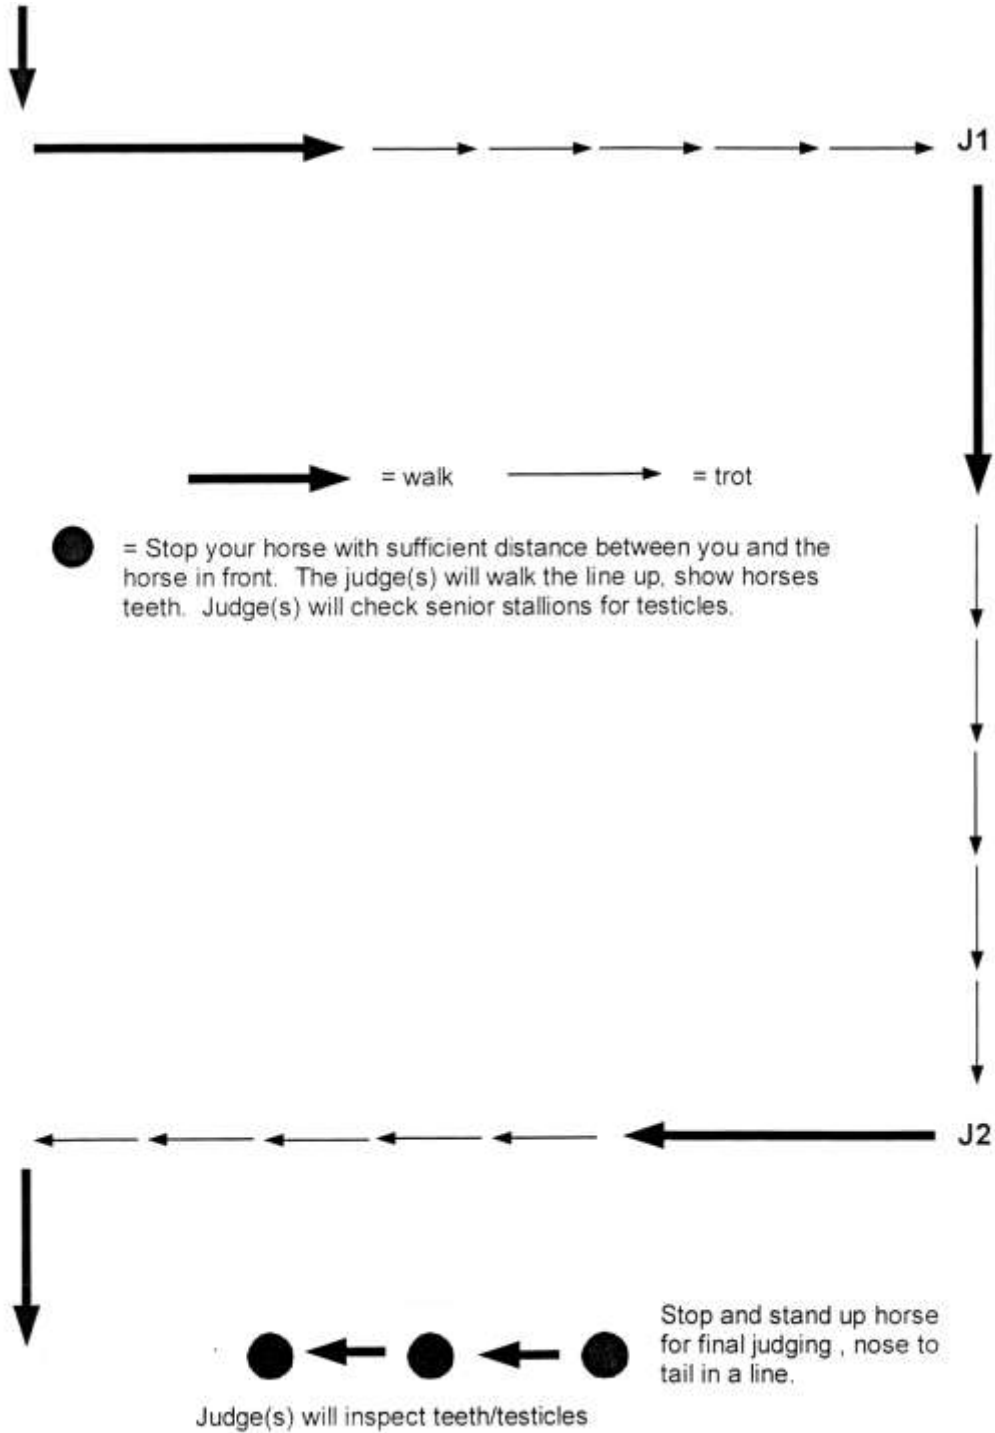 J1
= walk
= trot
= Stop your horse with sufficient distance between you and the
horse in front. The judge(s) will walk the line up, show horses
teeth. Judge(s) will check senior stallions for testicles.
J2
Stop and stand up horse
for final judging , nose to
tail in a line.
Judge(s) will inspect teeth/testicles